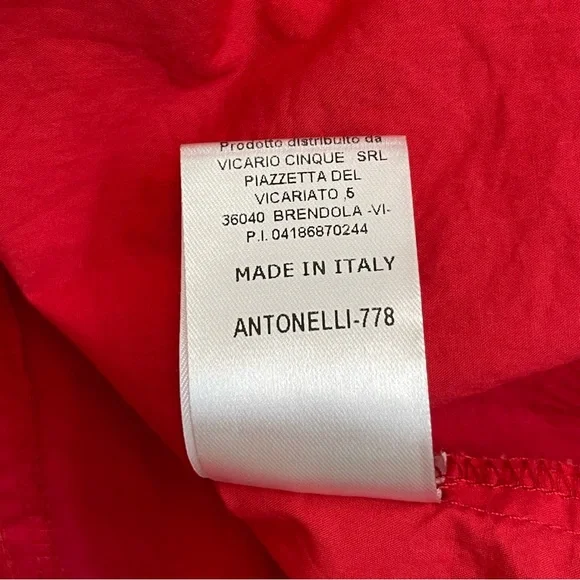 Prodotto distribuito da
VICARIO CINQUE SRL
PIAZZETTA DEL
VICARIATO ,5
36040 BRENDOLA -VI-
P.I. 04186870244
MADE IN ITALY
ANTONELLI-778